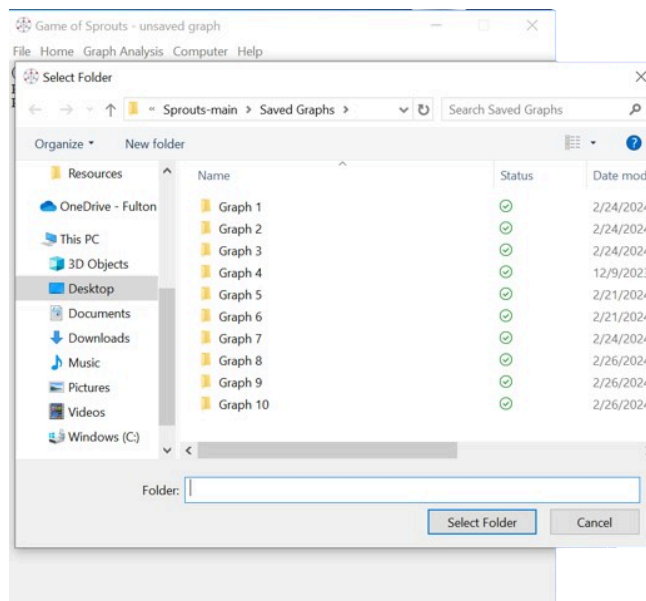 Game of Sprouts - unsaved graph
File Home Graph Analysis Computer Help
Select Folder
« Sprouts-main > Saved Graphs >
Search Saved Graphs
Organize
New folder
Resources
OneDrive - Fulton
This PC
3D Objects
Desktop
Documents
Downloads
Music
Pictures
Videos
Windows (C:)
Name Status Date mod
Graph 1 2/24/2024
Graph 2 2/24/2024
Graph 3 2/24/2024
Graph 4 12/9/2023
Graph 5 2/21/2024
Graph 6 2/21/2024
Graph 7 2/24/2024
Graph 8 2/26/2024
Graph 9 2/26/2024
Graph 10 2/26/2024
Folder:
Select Folder Cancel